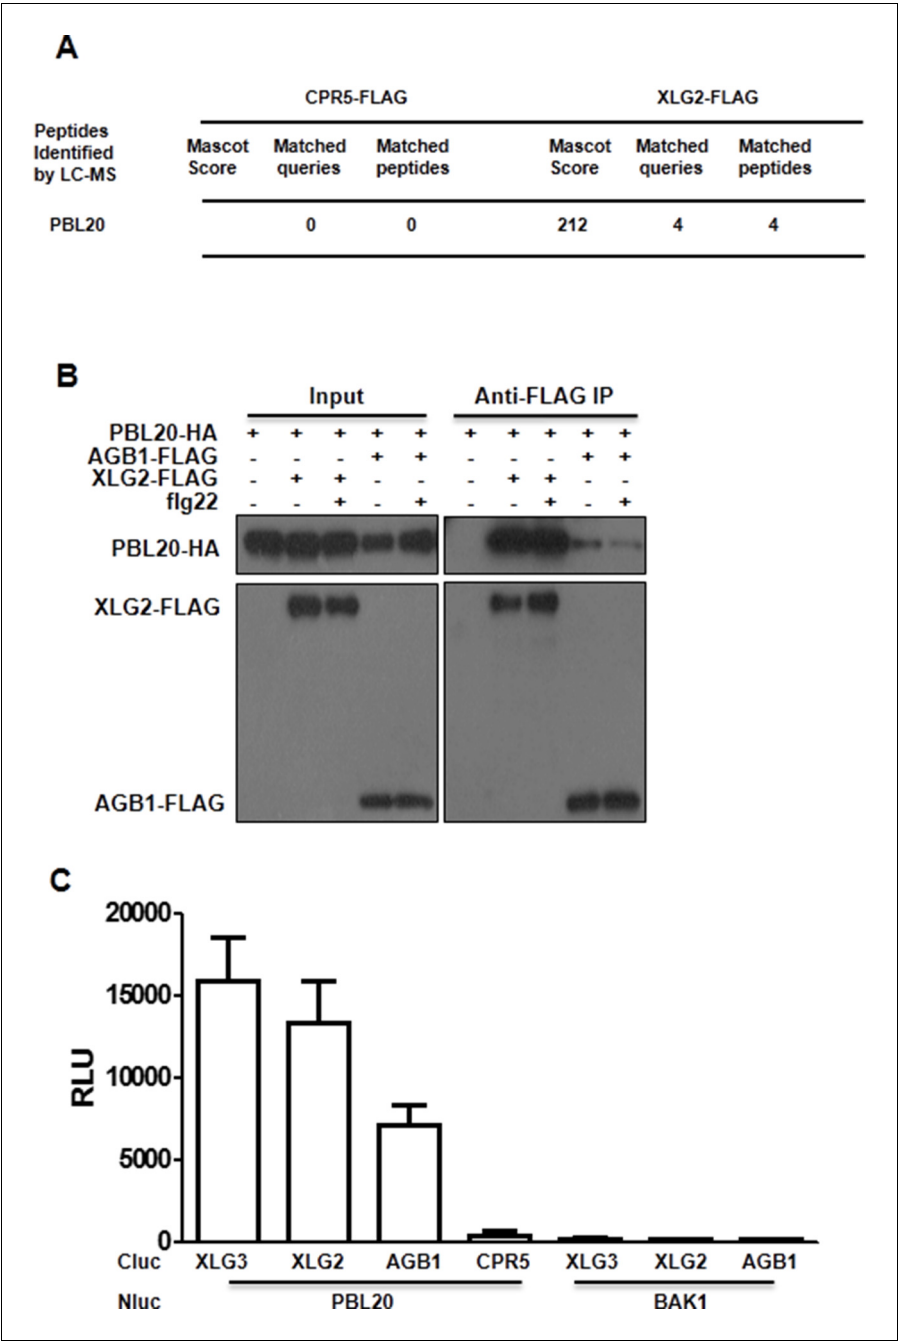 A
CPR5-FLAG XLG2-FLAG
Peptides
Identified
by LC-MS
Mascot Score
Matched queries
Matched peptides
Mascot Score
Matched queries
Matched peptides
PBL20 0 0 212 4 4
B
Input Anti-FLAG IP
PBL20-HA + + + + + + + + + +
AGB1-FLAG - - - + + - - - + +
XLG2-FLAG - + + - - - + + - -
flg22 - - + - + - - + - +
PBL20-HA
XLG2-FLAG
AGB1-FLAG
C
20000
15000
10000
5000
0
RLU
Cluc XLG3 XLG2 AGB1 CPR5 XLG3 XLG2 AGB1
Nluc PBL20 BAK1